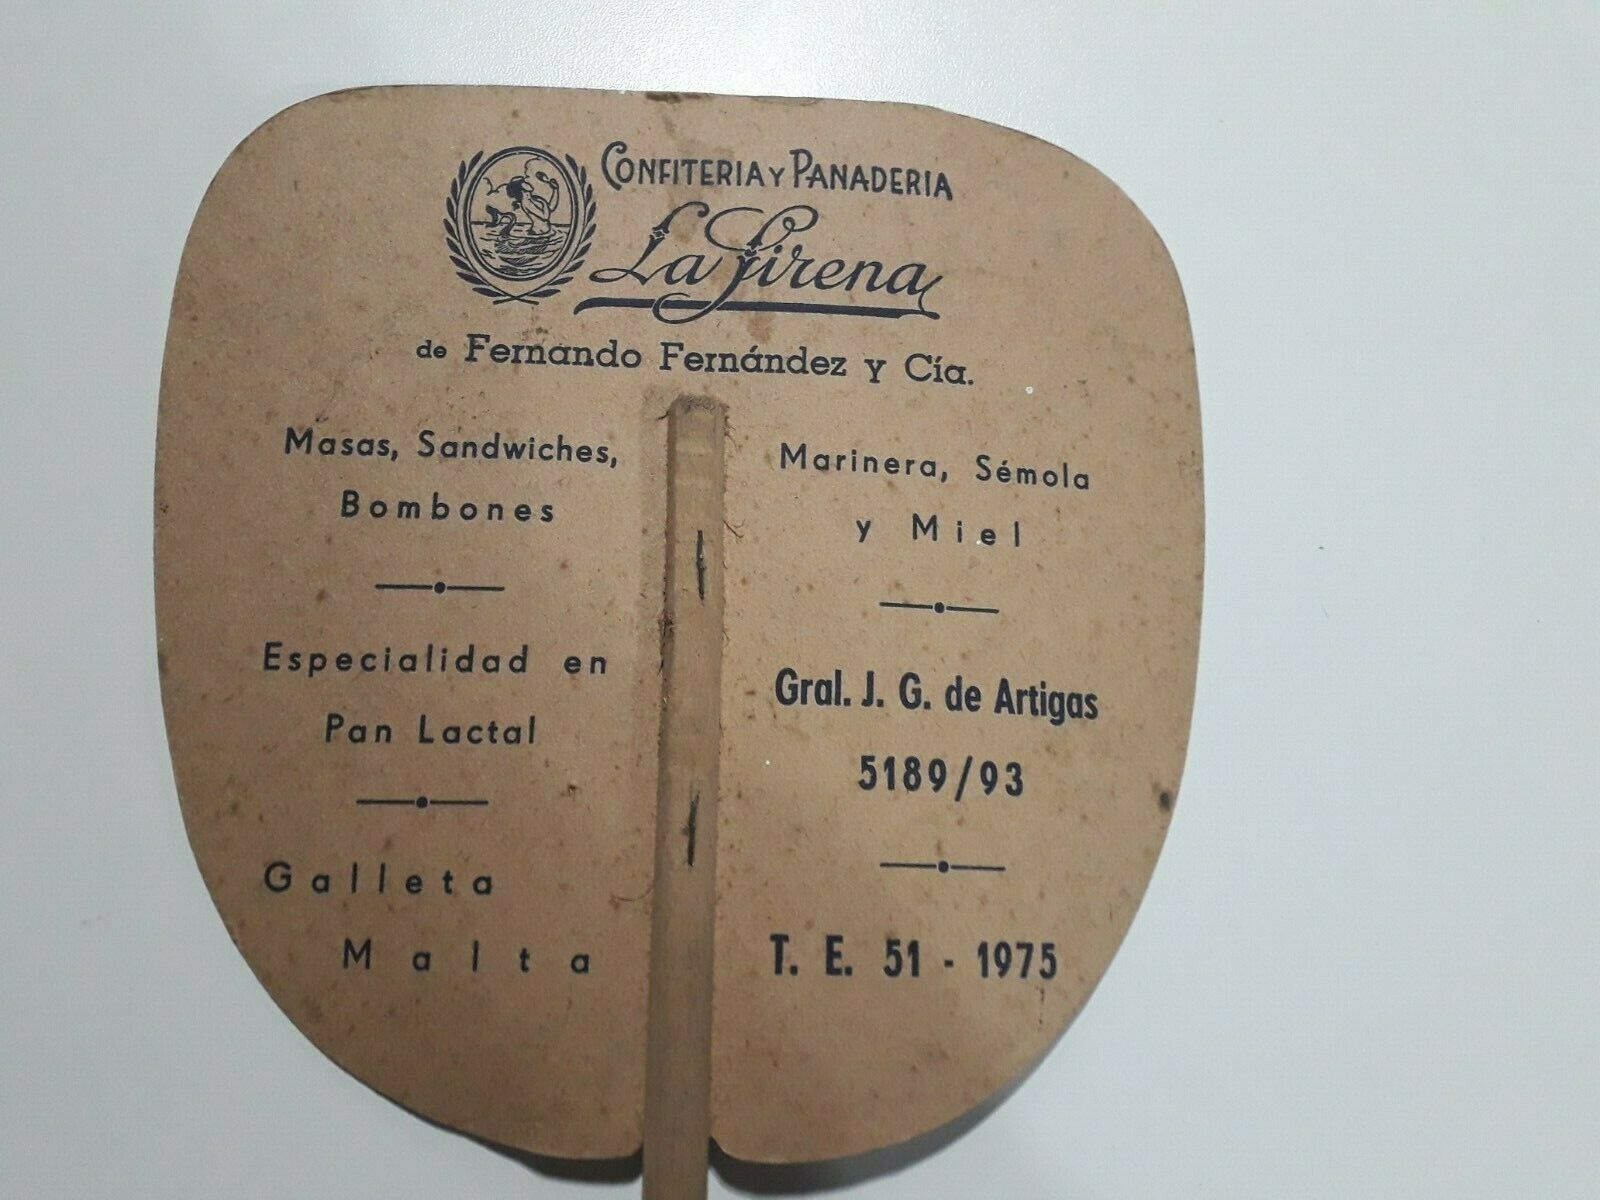 CONFITERIA Y PANADERIA
La Sirena
de Fernando Fernández y Cía.
Masas, Sandwiches,
Bombones
Especialidad en
Pan Lactal
Galleta
Malta
Marinera, Sémola
y Miel
Gral. J. G. de Artigas
5189/93
T. E. 51 - 1975